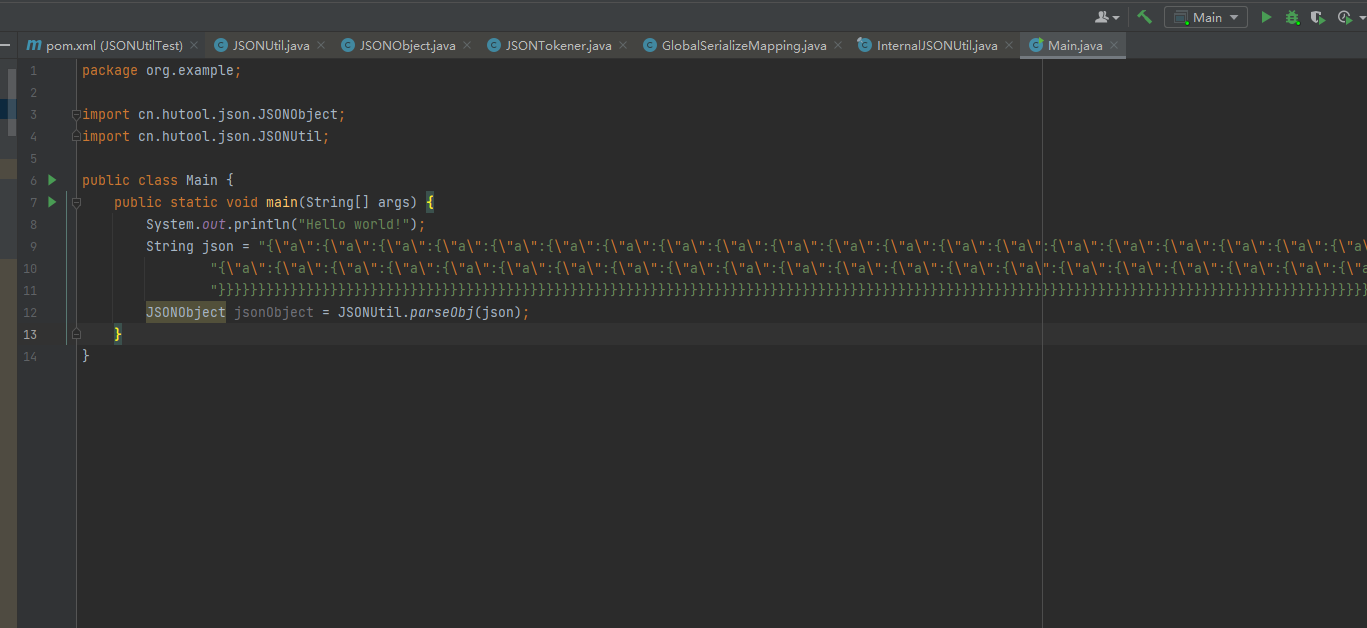 Main
pom.xml (JSONUtilTest) JSONUtil.java JSONObject.java JSONTokener.java GlobalSerializeMapping.java InternalJSONUtil.java Main.java
1 package org.example;
2
3 import cn.hutool.json.JSONObject;
4 import cn.hutool.json.JSONUtil;
5
6 public class Main {
7 public static void main(String[] args) {
8 System.out.println("Hello world!");
9 String json = "{\"a\":{\"a\":{\"a\":{\"a\":{\"a\":{\"a\":{\"a\":{\"a\":{\"a\":{\"a\":{\"a\":{\"a\":{\"a\":{\"a\":{\"a\":{\"a\":{\"a\":{\"a\":{\"a\":{\"a\
10 "{\"a\":{\"a\":{\"a\":{\"a\":{\"a\":{\"a\":{\"a\":{\"a\":{\"a\":{\"a\":{\"a\":{\"a\":{\"a\":{\"a\":{\"a\":{\"a\":{\"a\":{\"a\":{\"a\":{\"a\":{\"a
11 "}}}}}}}}}}}}}}}}}}}}}}}}}}}}}}}}}}}}}}}}}}}}}}}}}}}}}}}}}}}}}}}}}}}}}}}}}}}}}}}}}}}}}}}}}}}}}}}}}}}}}}}}}}}}}}}}}}}}}}}}}}}}}}}}}}}}}}}}}}}}}}}
12 JSONObject jsonObject = JSONUtil.parseObj(json);
13 }
14 }